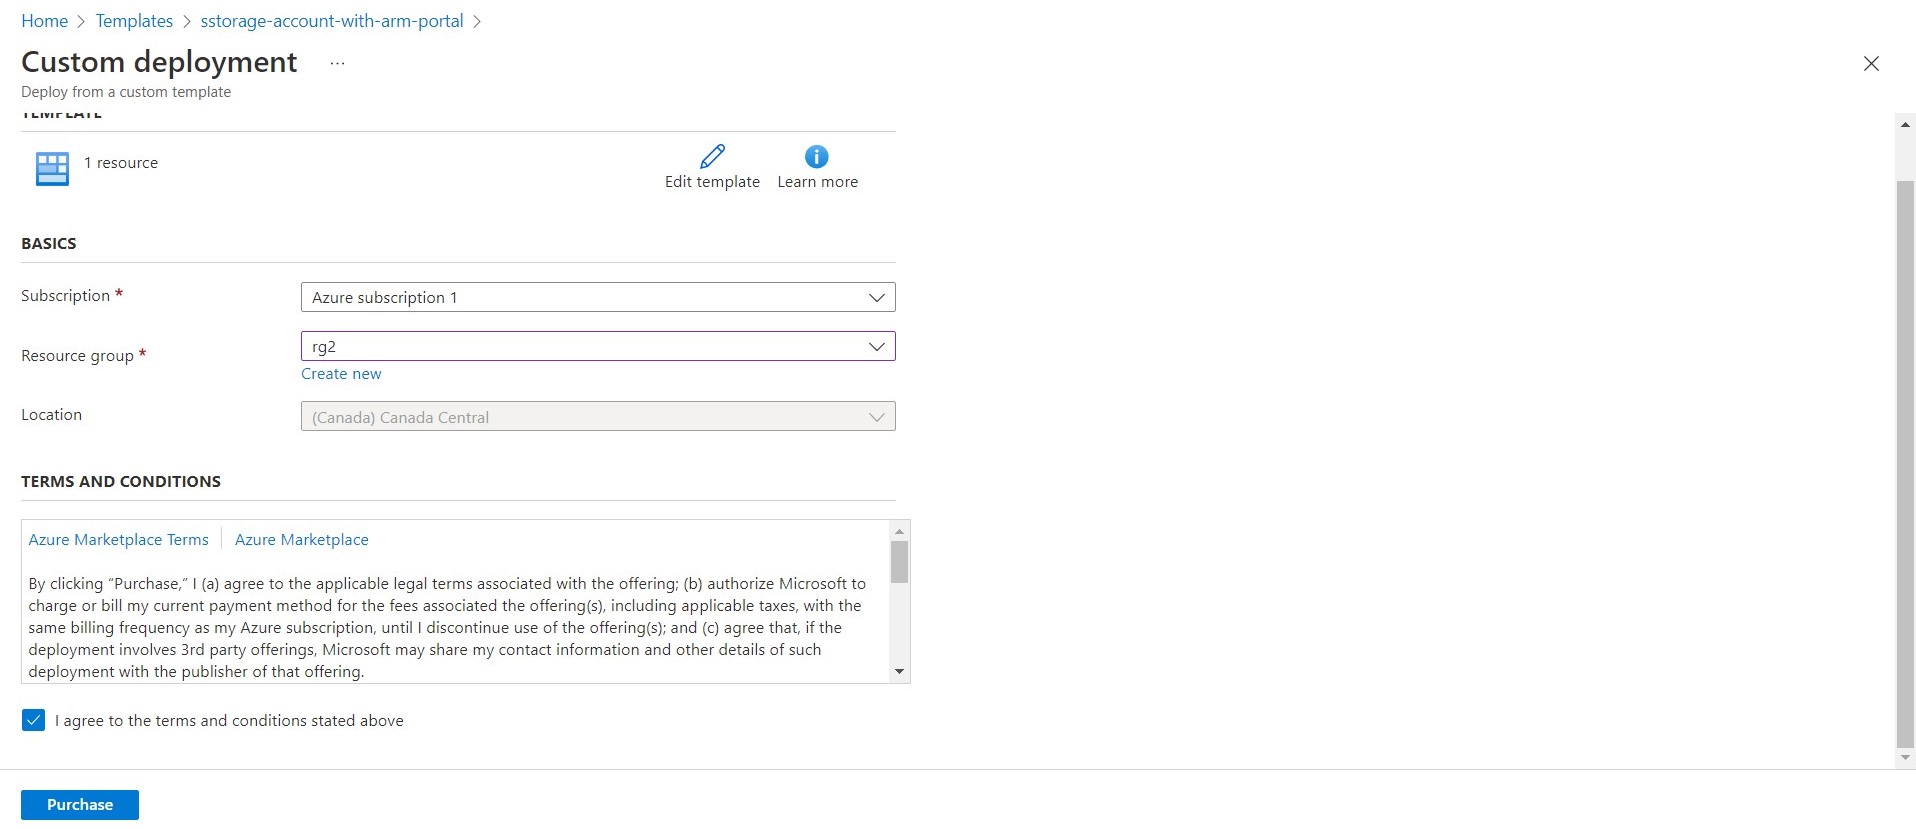 Home > Templates > sstorage-account-with-arm-portal >
Custom deployment ...
Deploy from a custom template
TEMPLATE
1 resource
Edit template
Learn more
BASICS
Subscription *
Azure subscription 1
Resource group *
rg2
Create new
Location
(Canada) Canada Central
TERMS AND CONDITIONS
Azure Marketplace Terms | Azure Marketplace
By clicking “Purchase,” I (a) agree to the applicable legal terms associated with the offering; (b) authorize Microsoft to
charge or bill my current payment method for the fees associated the offering(s), including applicable taxes, with the
same billing frequency as my Azure subscription, until I discontinue use of the offering(s); and (c) agree that, if the
deployment involves 3rd party offerings, Microsoft may share my contact information and other details of such
deployment with the publisher of that offering.
I agree to the terms and conditions stated above
Purchase